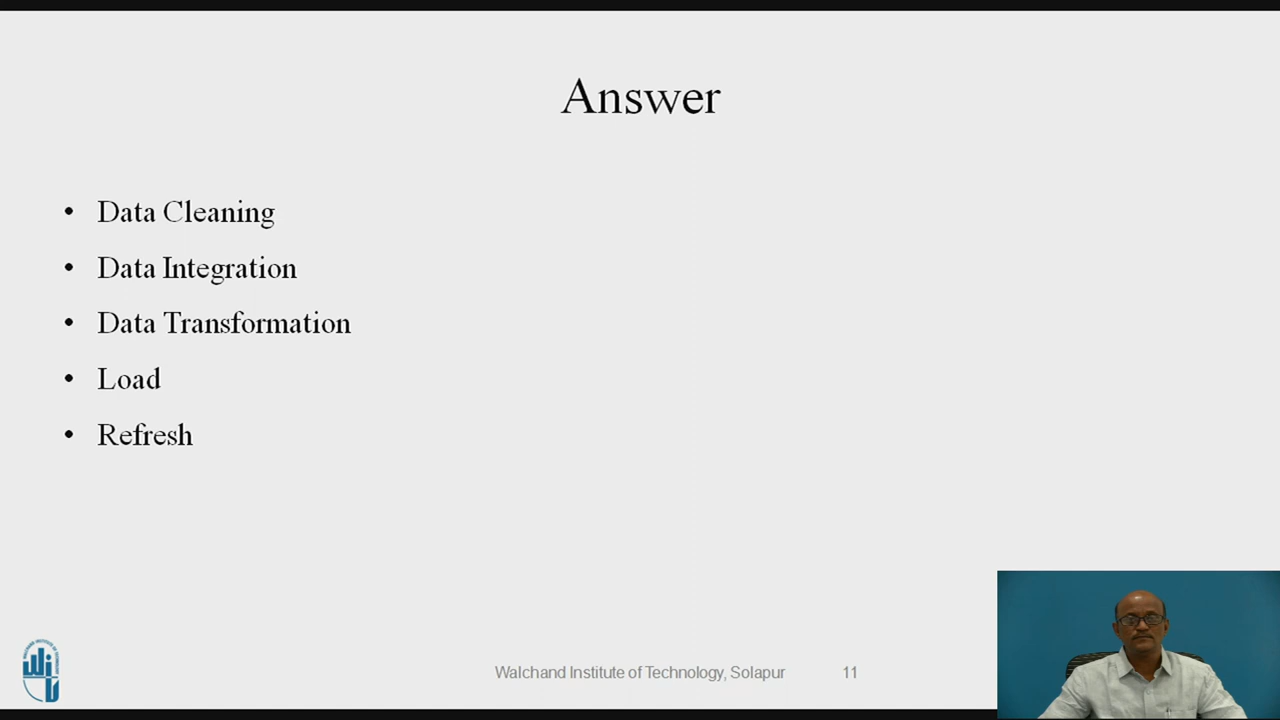 Answer
• Data Cleaning
• Data Integration
• Data Transformation
• Load
• Refresh
Walchand Institute of Technology, Solapur 11